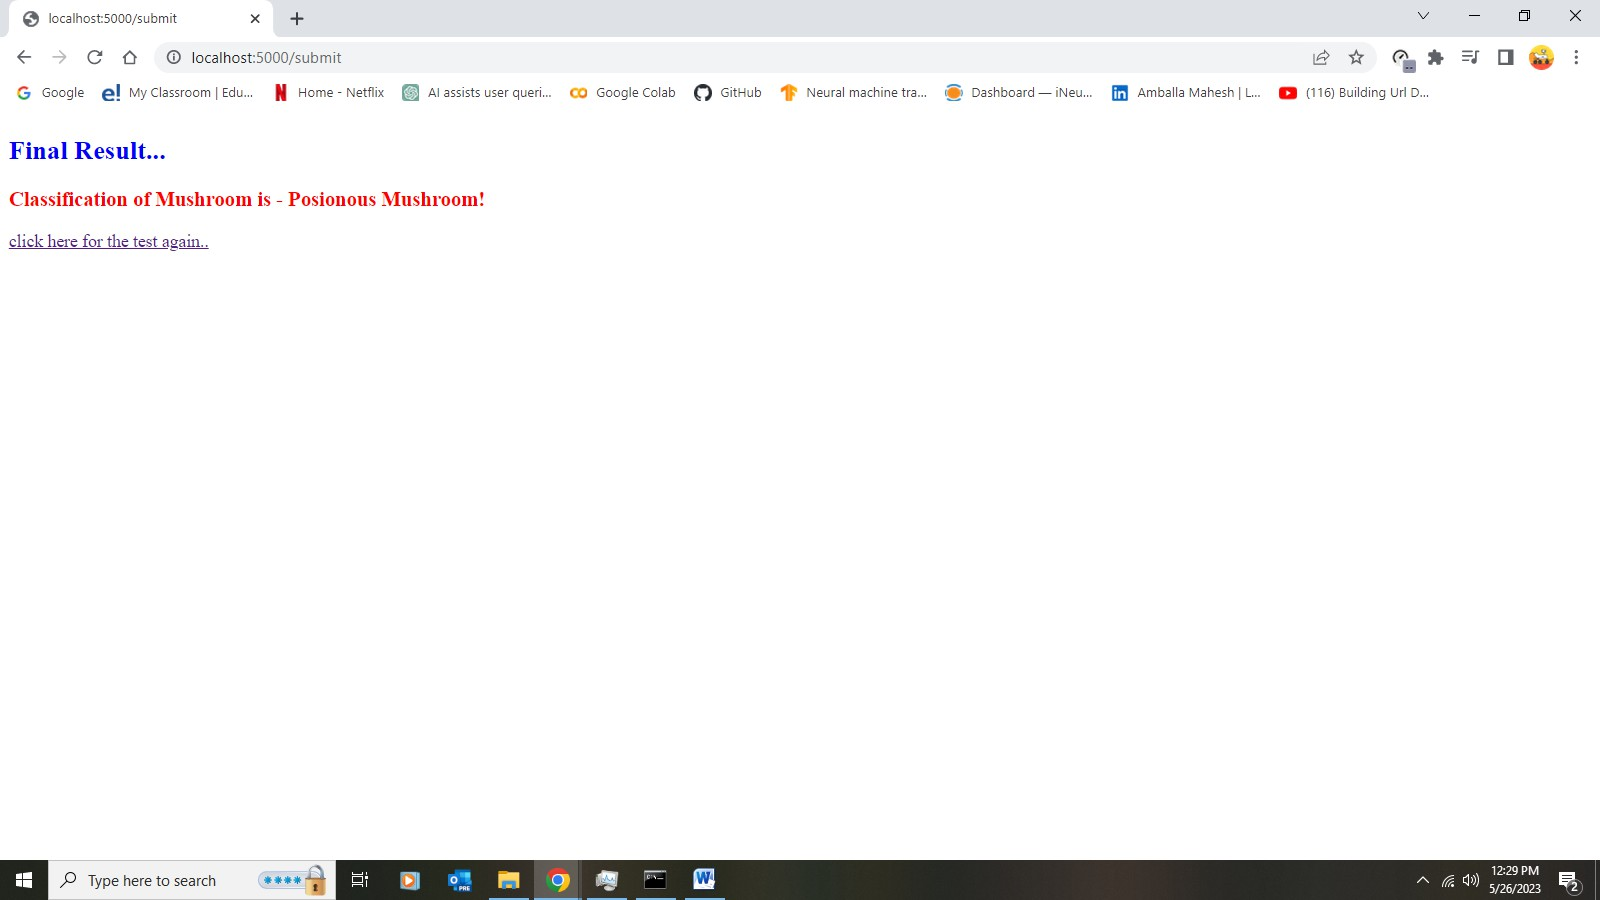 localhost:5000/submit
localhost:5000/submit
Google My Classroom | Edu... Home - Netflix AI assists user queri... Google Colab GitHub Neural machine tra... Dashboard — iNeu... Amballa Mahesh | L... (116) Building Url D...
Final Result...
Classification of Mushroom is - Posionous Mushroom!
click here for the test again..
Type here to search
12:29 PM
5/26/2023
2